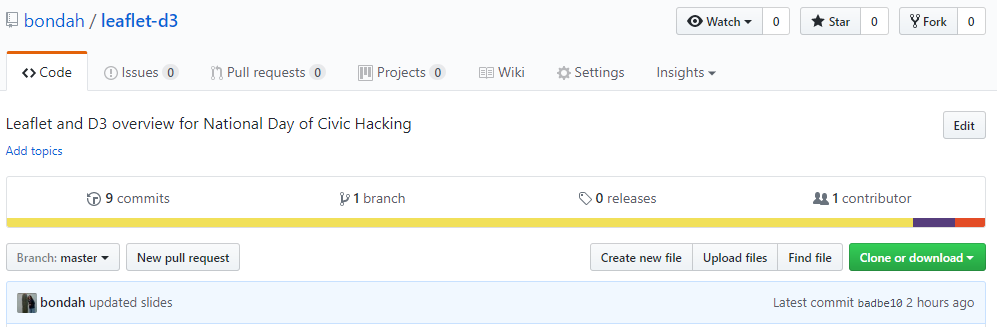 bondah / leaflet-d3 Watch 0 Star 0 Fork 0
Code Issues 0 Pull requests 0 Projects 0 Wiki Settings Insights
Leaflet and D3 overview for National Day of Civic Hacking Edit
Add topics
9 commits 1 branch 0 releases 1 contributor
Branch: master New pull request Create new file Upload files Find file Clone or download
bondah updated slides Latest commit badbe10 2 hours ago